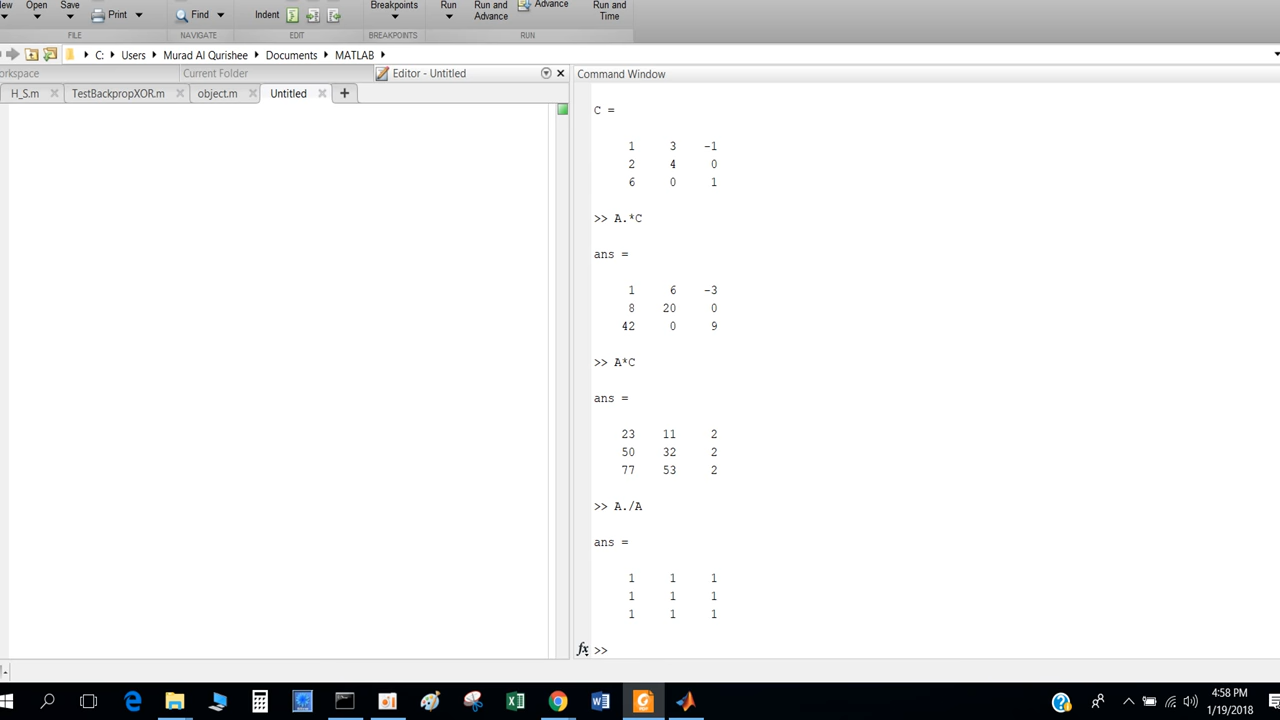 Open Save Print Find Indent Breakpoints Run Run and Advance Advance Run and Time
FILE NAVIGATE EDIT BREAKPOINTS RUN
C: Users Murad Al Qurishee Documents MATLAB
Current Folder Editor - Untitled Command Window
H_S.m TestBackpropXOR.m object.m Untitled
C =
1 3 -1
2 4 0
6 0 1
>> A.*C
ans =
1 6 -3
8 20 0
42 0 9
>> A*C
ans =
23 11 2
50 32 2
77 53 2
>> A./A
ans =
1 1 1
1 1 1
1 1 1
fx >>
4:58 PM
1/19/2018